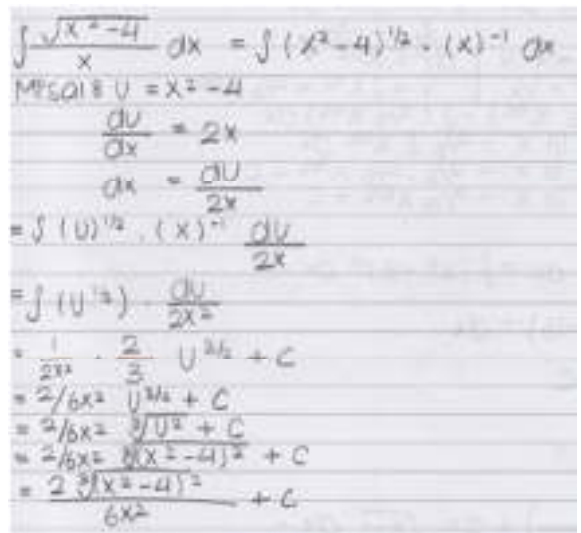 ∫ √(x²-4) / x dx = ∫ (x²-4)^1/2 . (x)^-1 dx
Misal : U = x²-4
du/dx = 2x
dx = du/2x
= ∫ (U)^1/2 . (x)^-1 du/2x
= ∫ (U^1/2) . du/2x²
= 1/2x² . 2/3 U^3/2 + C
= 2/6x² U^3/2 + C
= 2/6x² ∛U² + C
= 2/6x² ∛(x²-4)² + C
= 2 ∛(x²-4)² / 6x² + C